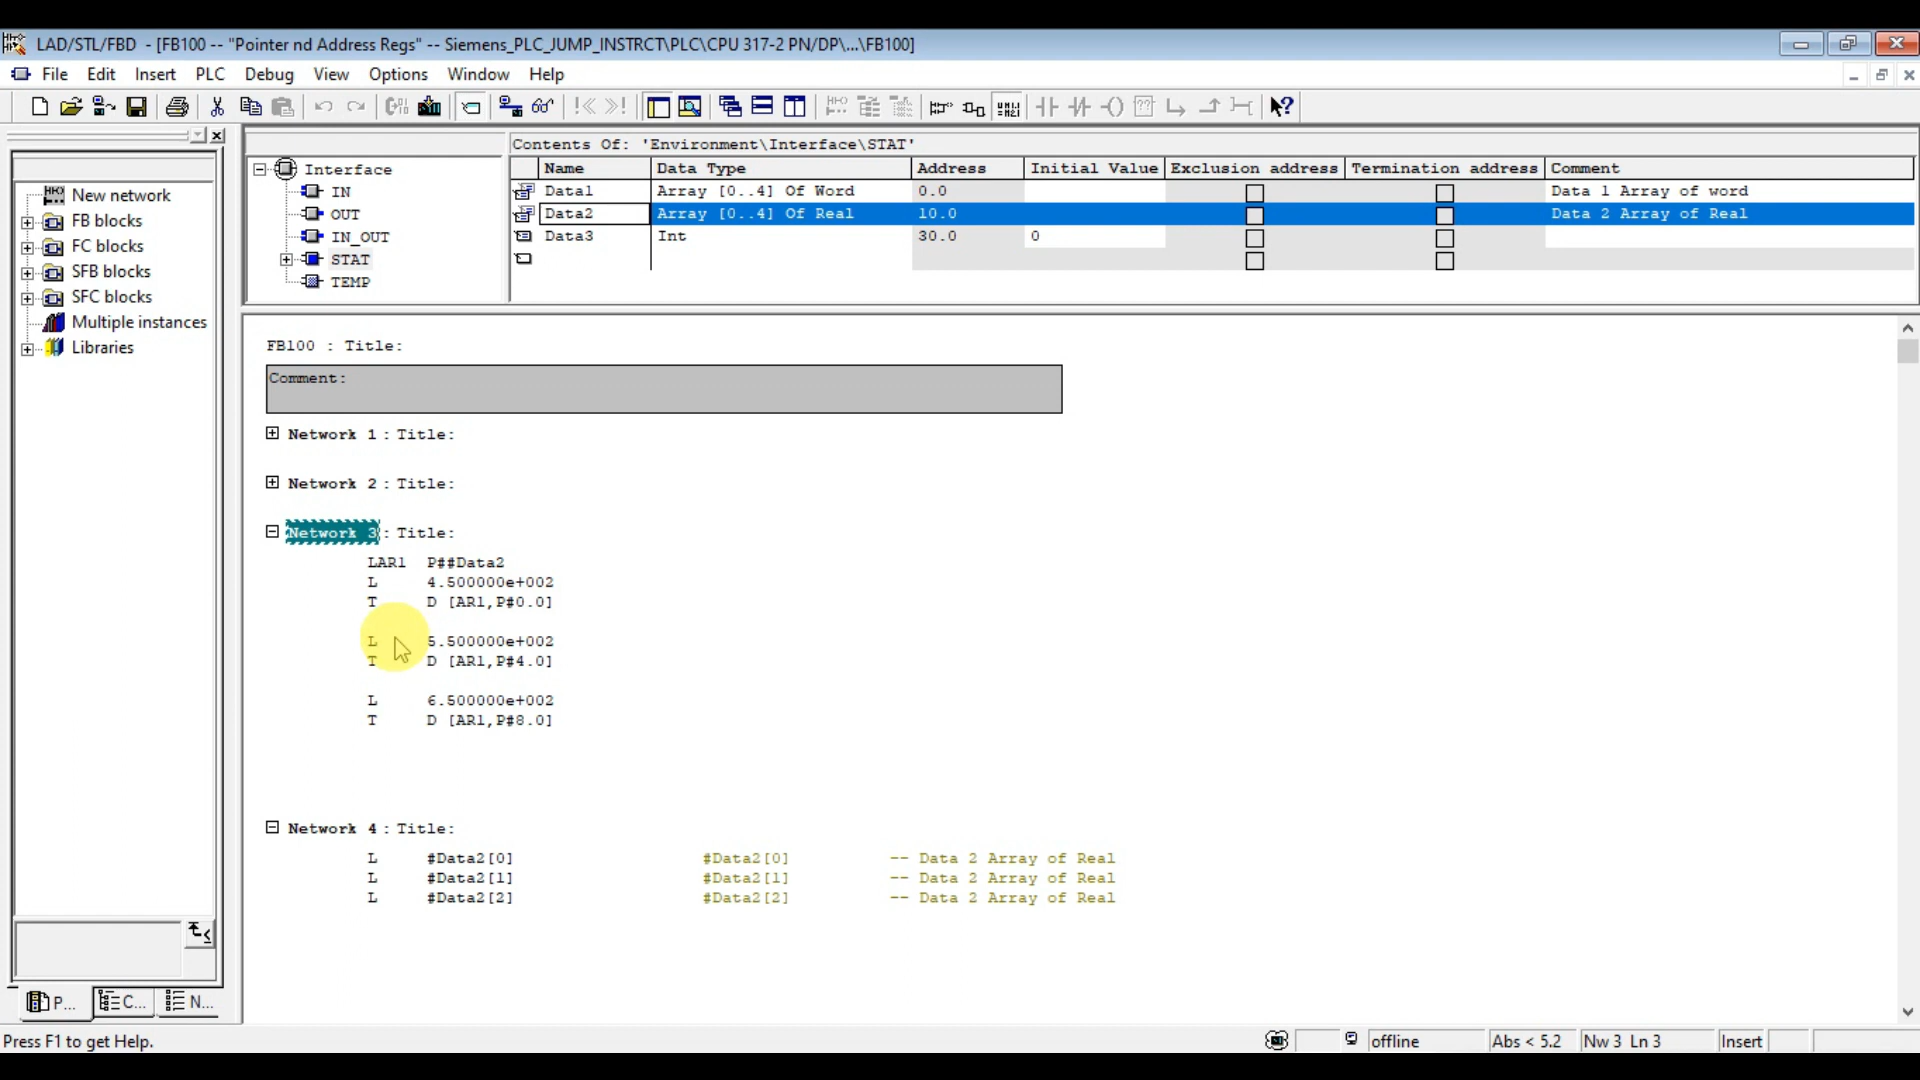 LAD/STL/FBD - [FB100 -- "Pointer nd Address Regs" -- Siemens_PLC_JUMP_INSTRCT\PLC\CPU 317-2 PN/DP\...\FB100]
File Edit Insert PLC Debug View Options Window Help
New network
FB blocks
FC blocks
SFB blocks
SFC blocks
Multiple instances
Libraries
P... C... N...
Interface
IN
OUT
IN_OUT
STAT
TEMP
Contents Of: 'Environment\Interface\STAT'
Name Data Type Address Initial Value Exclusion address Termination address Comment
Data1 Array [0..4] Of Word 0.0 Data 1 Array of word
Data2 Array [0..4] Of Real 10.0 Data 2 Array of Real
Data3 Int 30.0 0
FB100 : Title:
Comment:
Network 1 : Title:
Network 2 : Title:
Network 3 : Title:
LAR1 P##Data2
L 4.500000e+002
T D [AR1,P#0.0]
L 5.500000e+002
T D [AR1,P#4.0]
L 6.500000e+002
T D [AR1,P#8.0]
Network 4 : Title:
L #Data2[0] #Data2[0] -- Data 2 Array of Real
L #Data2[1] #Data2[1] -- Data 2 Array of Real
L #Data2[2] #Data2[2] -- Data 2 Array of Real
Press F1 to get Help. offline Abs < 5.2 Nw 3 Ln 3 Insert